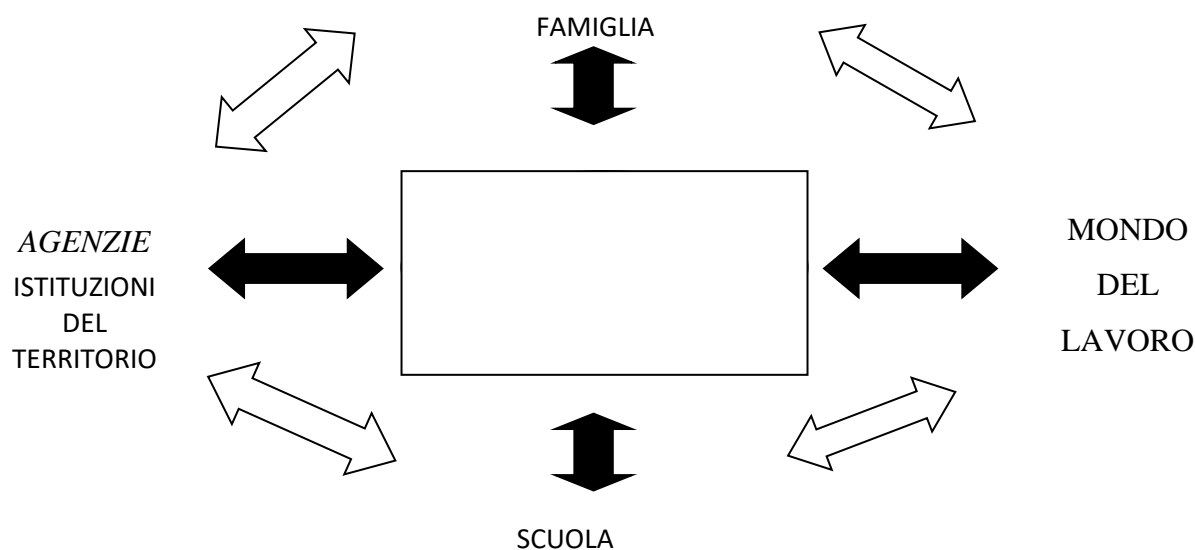 FAMIGLIA
AGENZIE
ISTITUZIONI
DEL
TERRITORIO
MONDO
DEL
LAVORO
SCUOLA